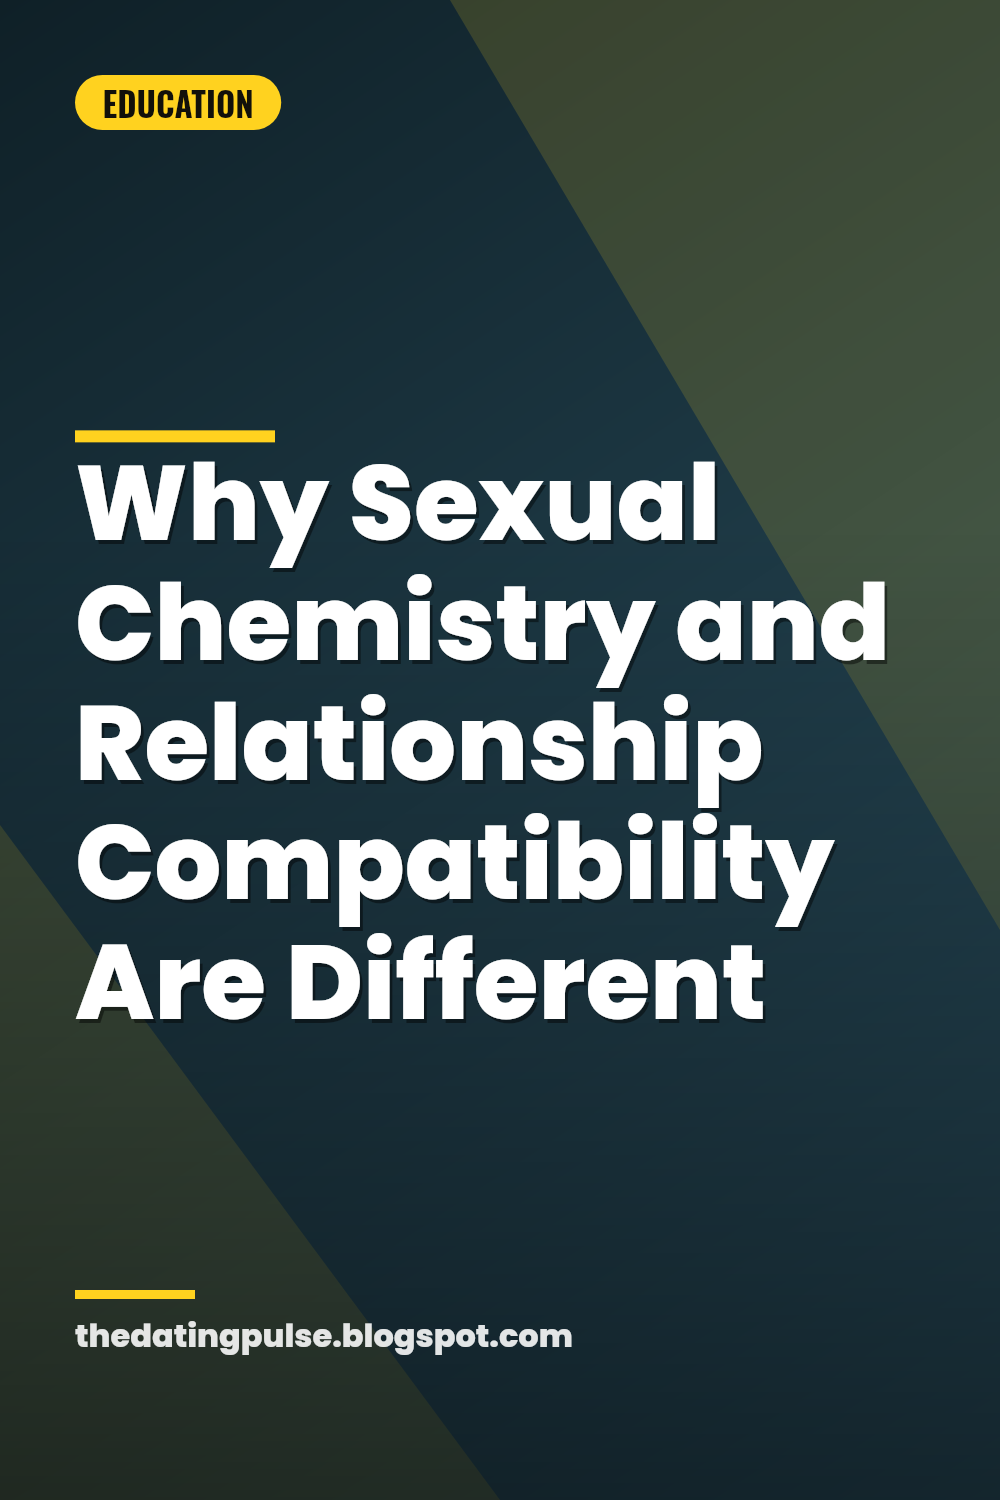 EDUCATION
Why Sexual
Chemistry and
Relationship
Compatibility
Are Different
thedatingpulse.blogspot.com